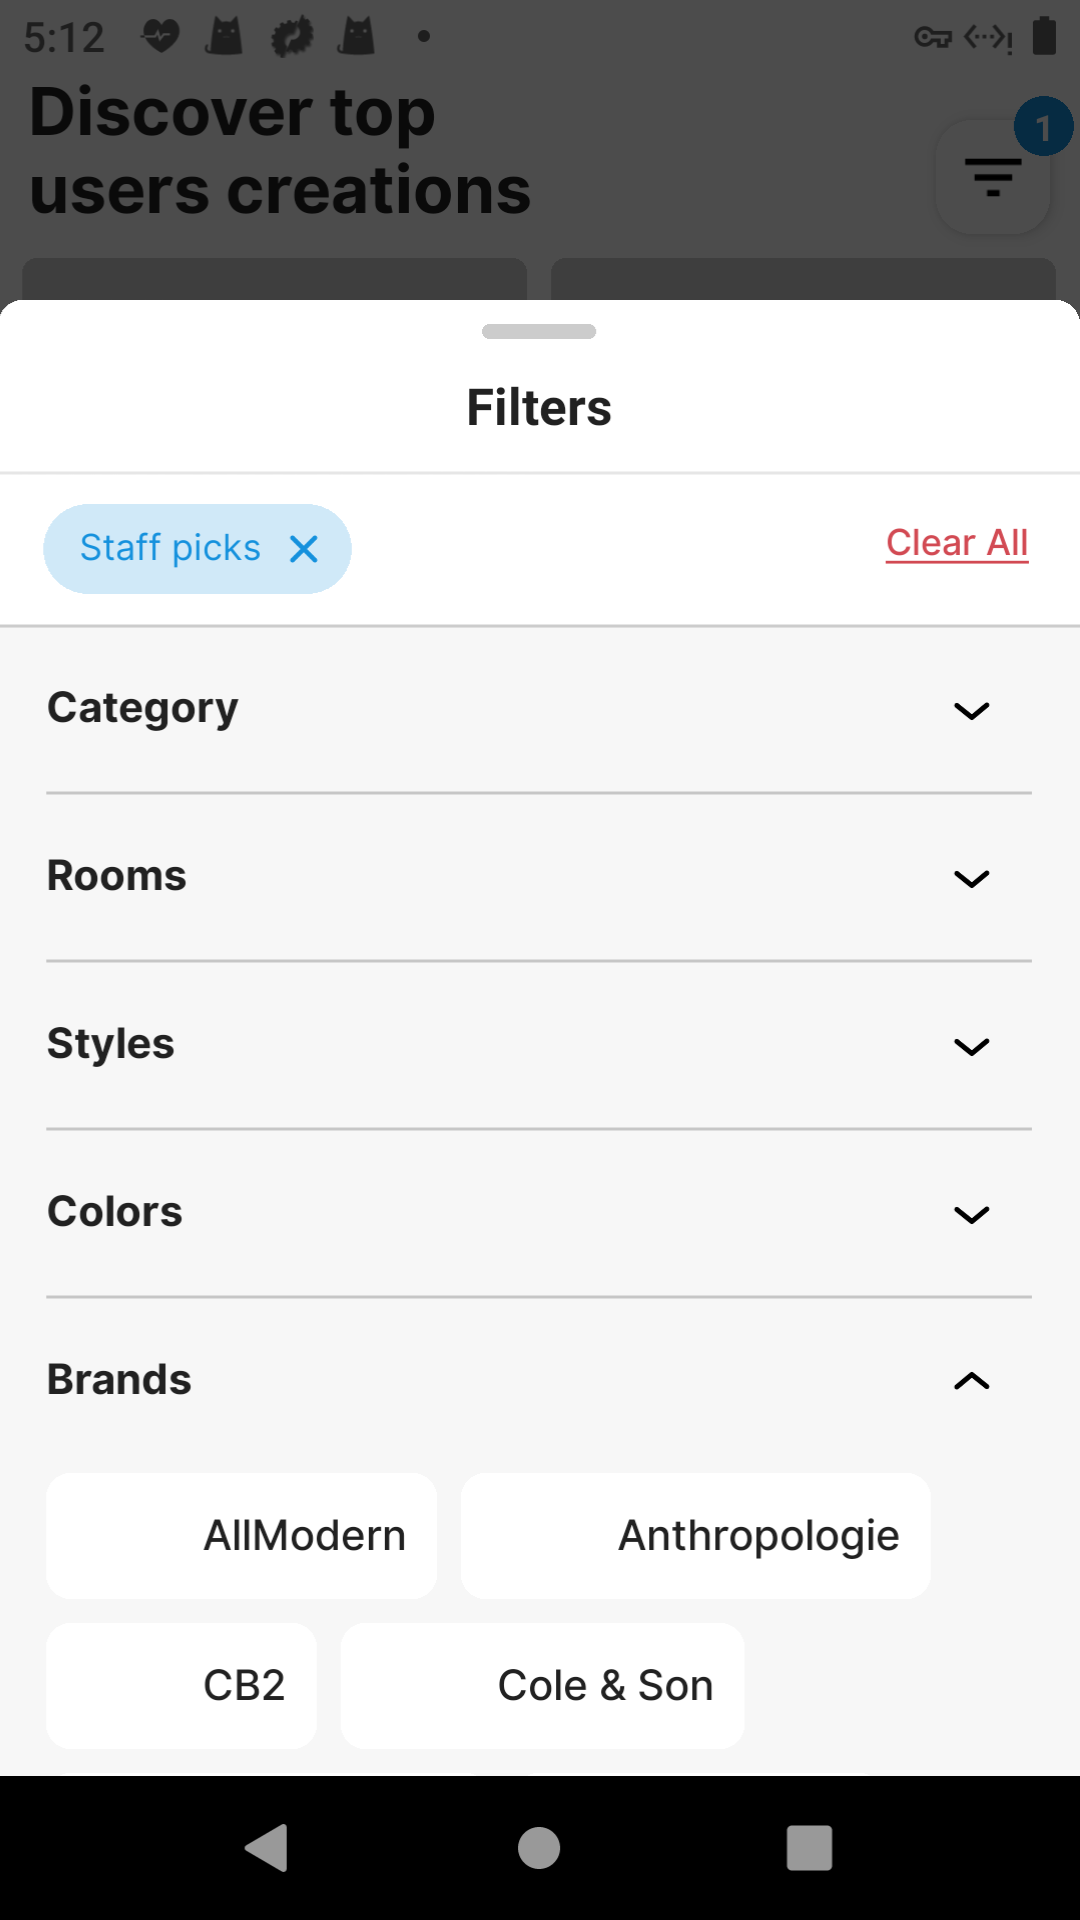 5:12
Discover top
users creations
1
Filters
Staff picks
Clear All
Category
Rooms
Styles
Colors
Brands
AllModern
Anthropologie
CB2
Cole & Son